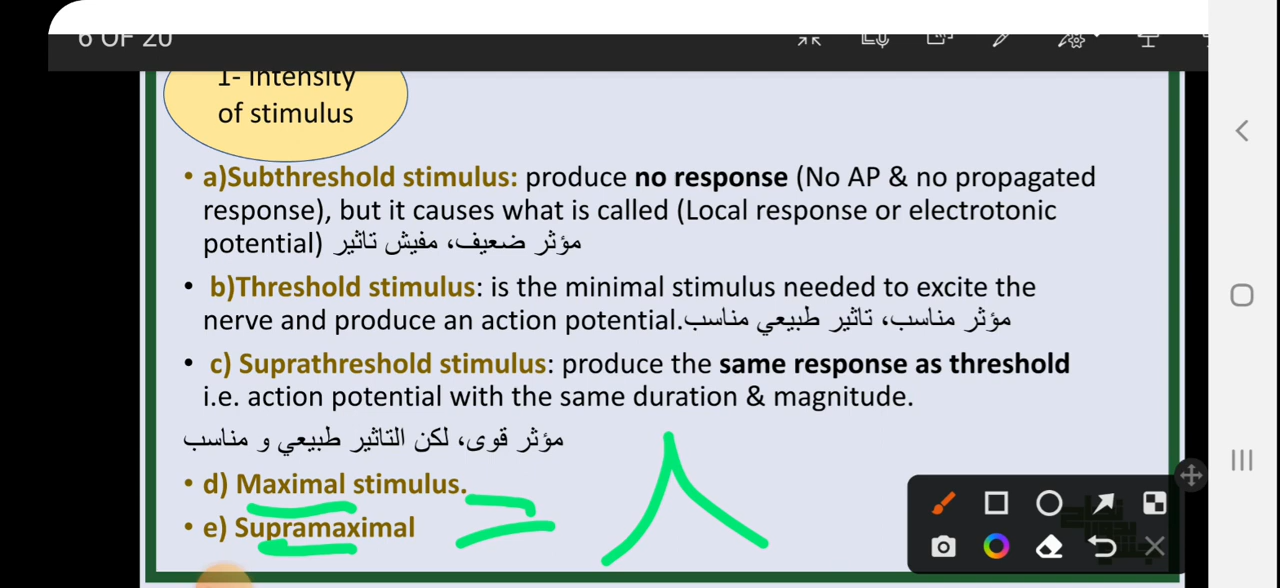 6 OF 20
1- Intensity
of stimulus
• a)Subthreshold stimulus: produce no response (No AP & no propagated
response), but it causes what is called (Local response or electrotonic
potential) مؤثر ضعيف، مفيش تاثير
• b)Threshold stimulus: is the minimal stimulus needed to excite the
nerve and produce an action potential.مؤثر مناسب، تاثير طبيعي مناسب
• c) Suprathreshold stimulus: produce the same response as threshold
i.e. action potential with the same duration & magnitude.
مؤثر قوى، لكن التاثير طبيعي و مناسب
• d) Maximal stimulus.
• e) Supramaximal